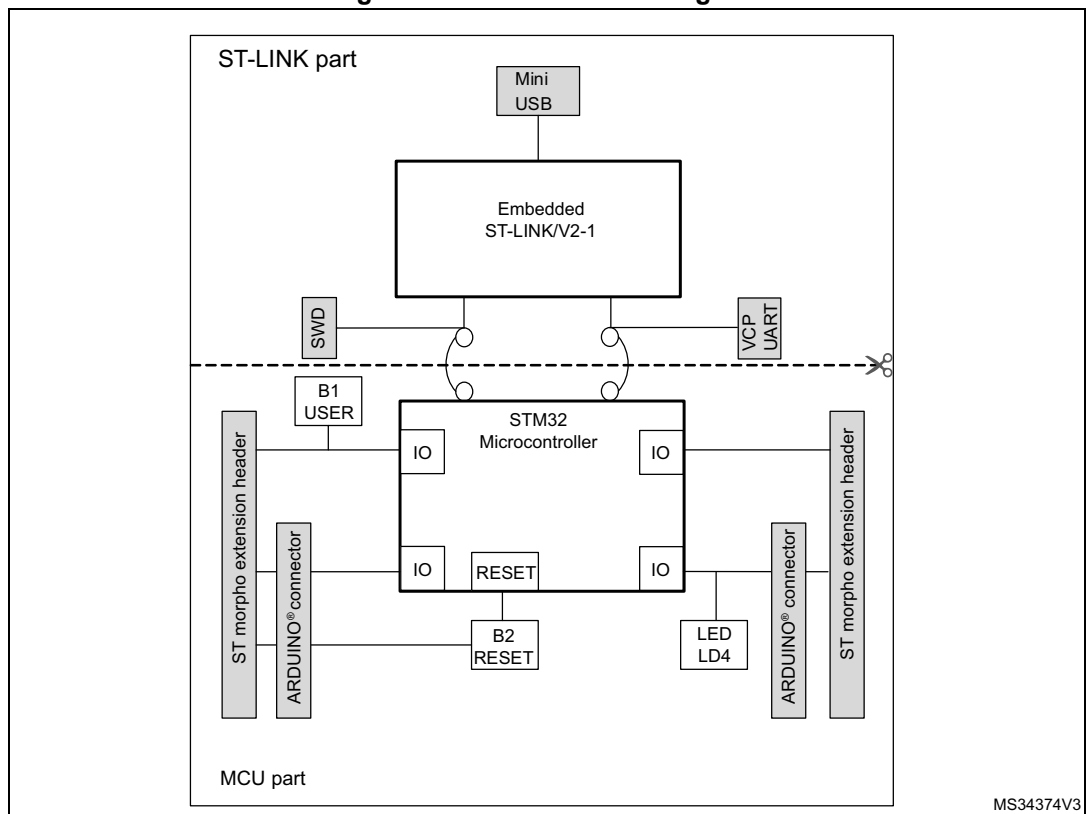 ST-LINK part
Mini
USB
Embedded
ST-LINK/V2-1
SWD
VCP
UART
B1
USER
STM32
Microcontroller
IO
IO
ST morpho extension header
ARDUINO® connector
IO
RESET
IO
B2
RESET
LED
LD4
ARDUINO® connector
ST morpho extension header
MCU part
MS34374V3